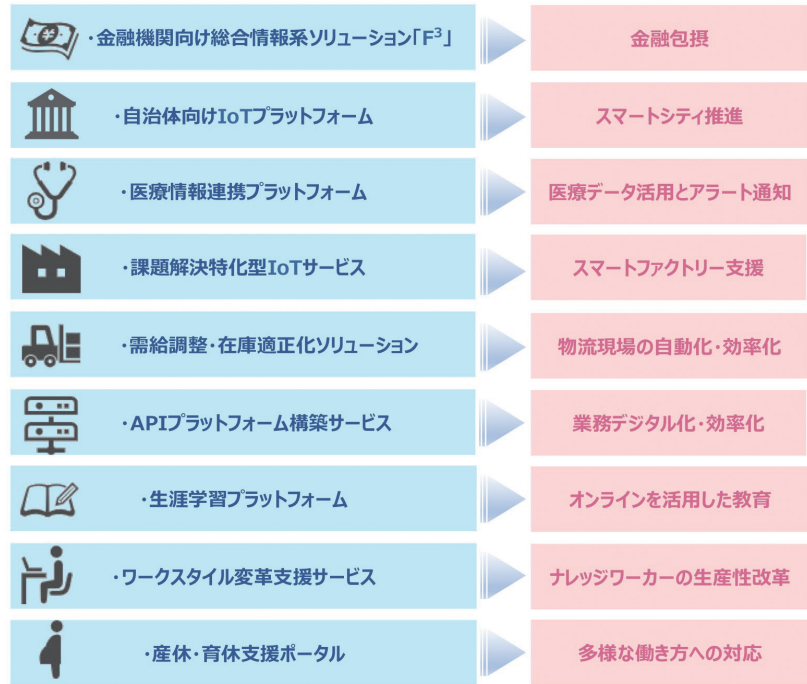 ・金融機関向け総合情報系ソリューション「F³」
金融包摂
・自治体向けIoTプラットフォーム
スマートシティ推進
・医療情報連携プラットフォーム
医療データ活用とアラート通知
・課題解決特化型IoTサービス
スマートファクトリー支援
・需給調整・在庫適正化ソリューション
物流現場の自動化・効率化
・APIプラットフォーム構築サービス
業務デジタル化・効率化
・生涯学習プラットフォーム
オンラインを活用した教育
・ワークスタイル変革支援サービス
ナレッジワーカーの生産性改革
・産休・育休支援ポータル
多様な働き方への対応